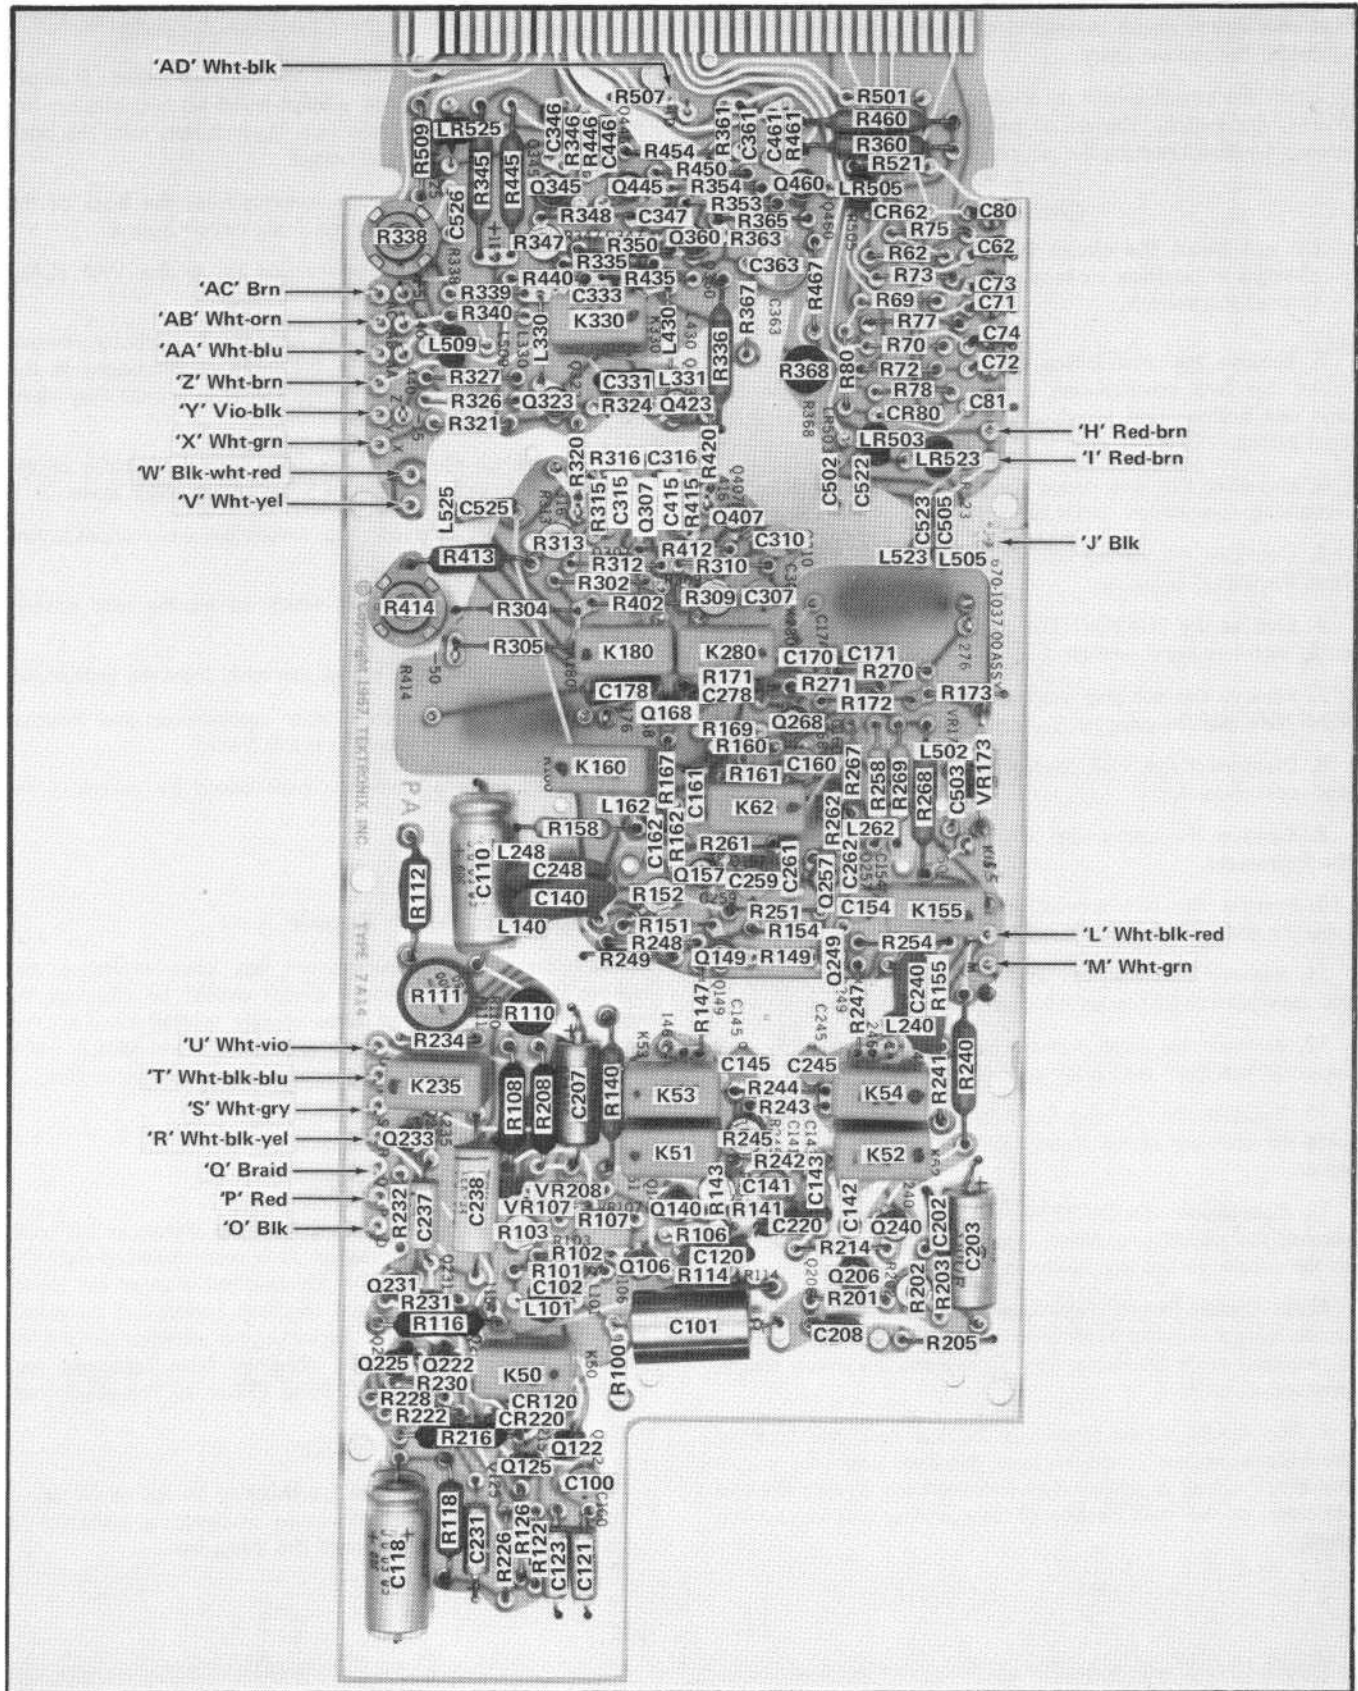 'AD' Wht-blk
R507
R501
R460
R360
R521
LR505
R509
LR525
R345
R445
C346
R346
R446
C446
R454
R450
R361
C361
C461
R461
Q345
Q445
R354
Q460
R353
R348
C347
R365
CR62
C80
R75
R338
C526
R347
R350
Q360
R363
R62
C62
R335
C363
R467
R73
R440
R435
R367
C73
'AC' Brn
R339
C333
R69
C71
'AB' Wht-orn
R340
K330
L330
L430
R336
R77
C74
'AA' Wht-blu
L509
R70
'Z' Wht-brn
R327
C331
L331
R368
R80
R72
C72
R78
'Y' Vio-blk
R326
Q323
R324
Q423
C81
R321
CR80
'X' Wht-grn
LR503
'H' Red-brn
'W' Blk-wht-red
R320
R316
C316
R420
C502
C522
LR523
'I' Red-brn
'V' Wht-yel
L525
C525
R315
C315
Q307
C415
R415
Q407
C523
C505
R313
C310
'J' Blk
R413
R312
R412
R310
L523
L505
R302
670-1037 00 ASSY
R414
R304
R402
R309
C307
R305
K180
K280
C170
C171
-50
R414
R171
R271
R270
C178
C278
R172
R173
Q168
Q268
R169
R160
L502
K160
R167
C161
R161
C160
R267
R258
R269
R268
C503
VR173
K62
© Copyright 1967, TEKTRONIX INC TYPE 7A14
PA
L162
R158
C162
R162
R262
L262
R112
C110
L248
C248
R261
C261
Q257
C262
Q157
C259
C140
R152
C154
K155
L140
R151
R251
R154
R248
R254
'L' Wht-blk-red
R249
Q149
R149
Q249
'M' Wht-grn
R111
R110
R147
R247
C240
R155
L240
'U' Wht-vio
R234
C145
C245
R241
R240
'T' Wht-blk-blu
K235
R108
R208
C207
R140
K53
R244
K54
'S' Wht-gry
R243
'R' Wht-blk-yel
Q233
R245
K51
R242
K52
'Q' Braid
C238
VR208
R143
C141
C143
'P' Red
R232
C237
VR107
Q140
R141
C142
'O' Blk
R103
R107
R106
C220
Q240
C202
C203
R102
C120
R214
R101
Q106
R114
Q206
R202
R203
Q231
C102
R201
R231
L101
R116
C101
C208
R205
Q225
Q222
K50
R100
R230
R228
CR120
R222
CR220
R216
Q122
Q125
C100
C118
R118
C231
R226
R126
R122
C123
C121